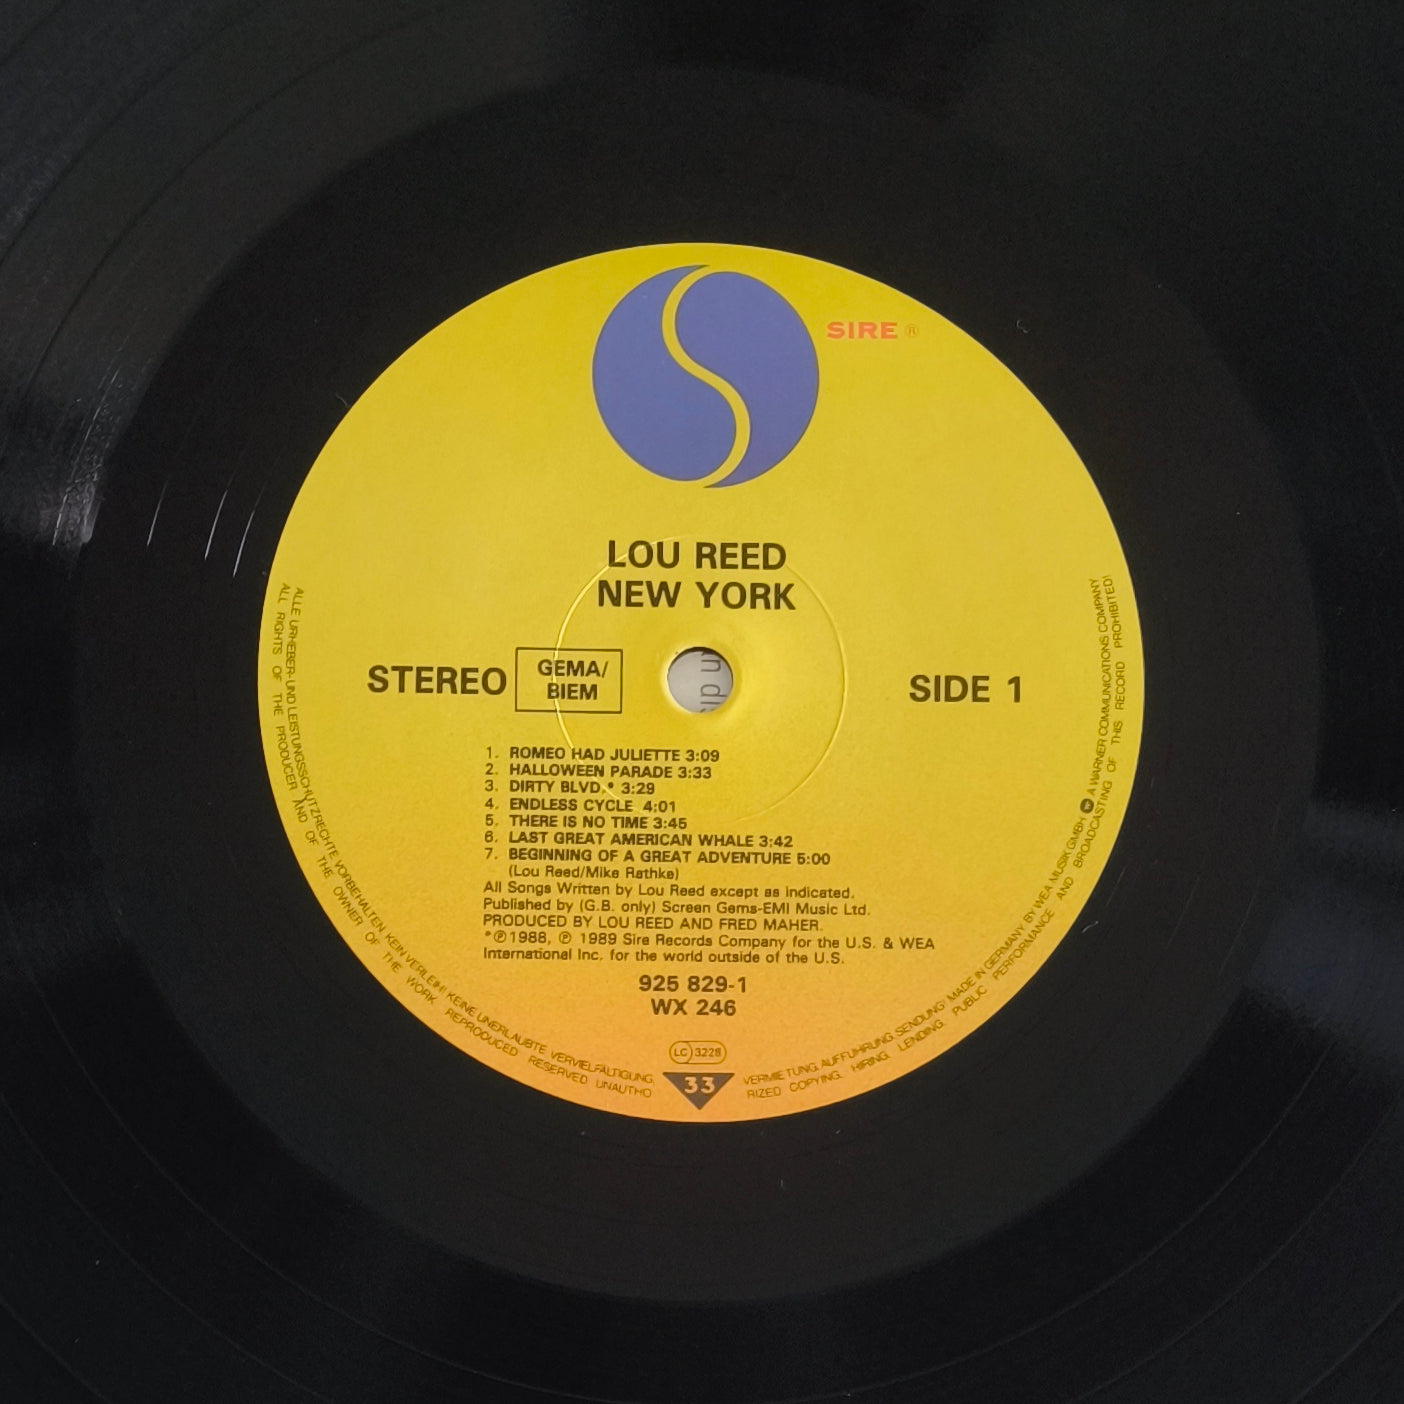 SIRE ®
LOU REED
NEW YORK
STEREO
GEMA/
BIEM
SIDE 1
1. ROMEO HAD JULIETTE 3:09
2. HALLOWEEN PARADE 3:33
3. DIRTY BLVD.* 3:29
4. ENDLESS CYCLE 4:01
5. THERE IS NO TIME 3:45
6. LAST GREAT AMERICAN WHALE 3:42
7. BEGINNING OF A GREAT ADVENTURE 5:00
(Lou Reed/Mike Rathke)
All Songs Written by Lou Reed except as indicated.
Published by (G.B. only) Screen Gems-EMI Music Ltd.
PRODUCED BY LOU REED AND FRED MAHER.
*℗1988, ℗ 1989 Sire Records Company for the U.S. & WEA
International Inc. for the world outside of the U.S.
925 829-1
WX 246
LC 3228
33
ALLE URHEBER- UND LEISTUNGSSCHUTZRECHTE VORBEHALTEN KEIN VERLEIH! KEINE UNERLAUBTE VERVIELFÄLTIGUNG, VERMIETUNG, AUFFÜHRUNG, SENDUNG! MADE IN GERMANY BY WEA MUSIK GMBH A WARNER COMMUNICATIONS COMPANY
ALL RIGHTS OF THE PRODUCER AND OF THE OWNER OF THE WORK REPRODUCED RESERVED UNAUTHORIZED COPYING, HIRING, LENDING, PUBLIC PERFORMANCE AND BROADCASTING OF THIS RECORD PROHIBITED!